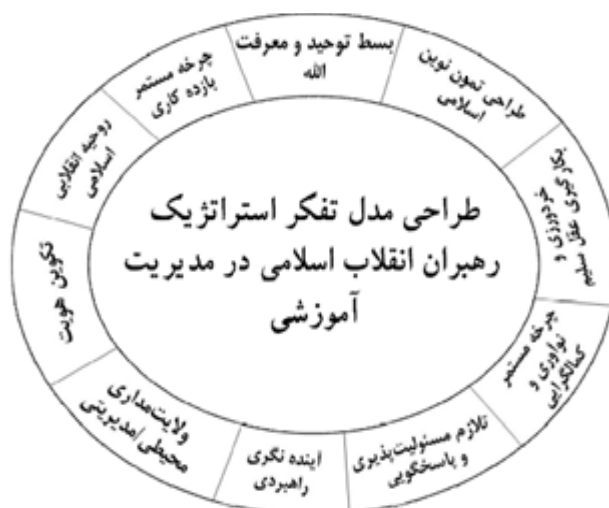 طراحی مدل تفکر استراتژیک
رهبران انقلاب اسلامی در مدیریت
آموزشی
بسط توحید و معرفت
الله
طراحی تمون نوین
اسلامی
بکارگیری عقل سلیم
خردورزی و
چرخه مستمر
نوآوری و
کمالگرایی
تلازم مسئولیت‌پذیری
و پاسخگویی
آینده نگری
راهبردی
ولایت‌مداری
محیطی/مدیریتی
تکوین هویت
روحیه انقلابی
اسلامی
چرخه مستمر
بازده کاری